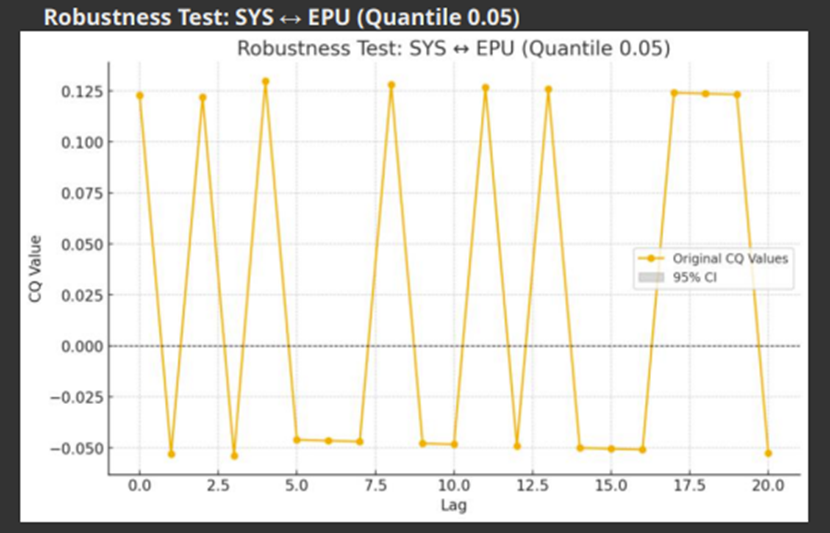 Robustness Test: SYS ↔ EPU (Quantile 0.05)
Robustness Test: SYS ↔ EPU (Quantile 0.05)
0.125
0.100
0.075
0.050
0.025
0.000
−0.025
−0.050
CQ Value
Original CQ Values
95% CI
0.0 2.5 5.0 7.5 10.0 12.5 15.0 17.5 20.0
Lag